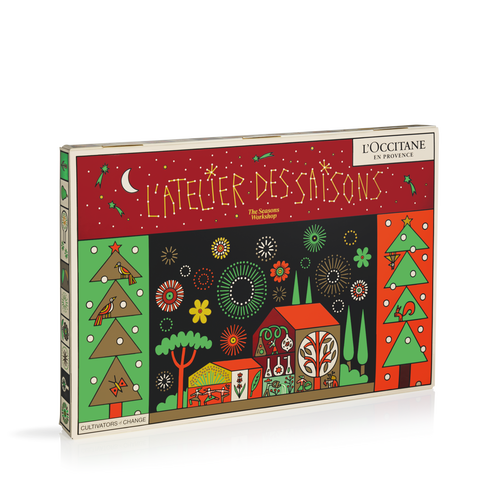 L'OCCITANE
EN PROVENCE
L'ATELIER DES SAISONS
The Seasons
Workshop
CULTIVATORS OF CHANGE